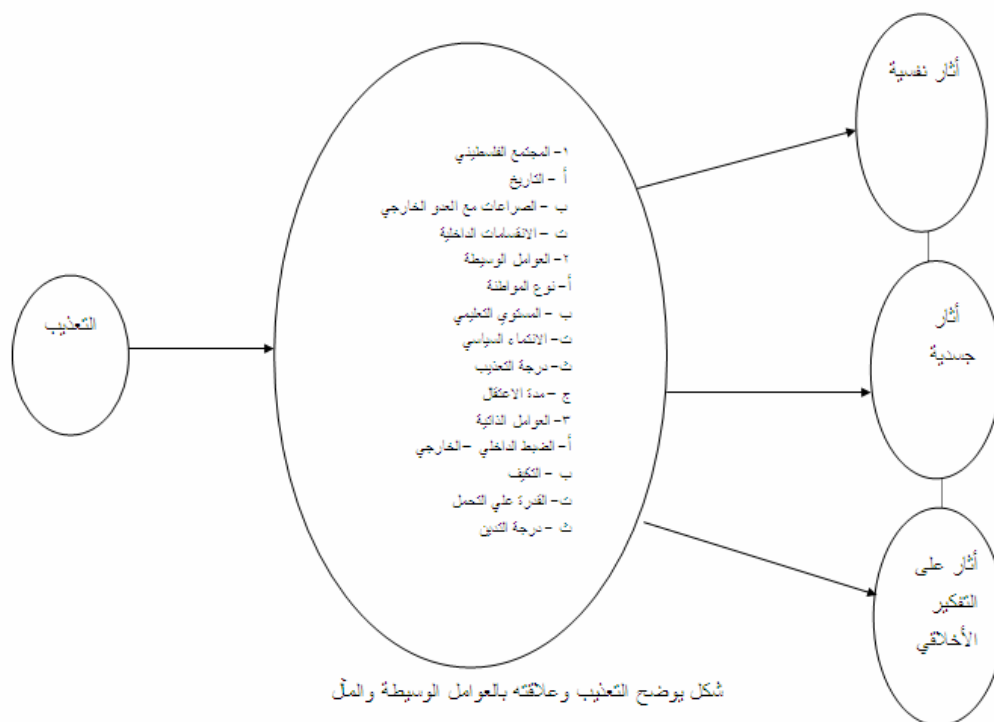 أثار نفسية
١- المجتمع الفلسطيني
أ - التاريخ
ب - الصراعات مع العدو الخارجي
ت - الانقسامات الداخلية
٢- العوامل الوسيطة
أ- نوع المواطنة
ب - المستوي التعليمي
ت- الانتماء السياسي
ث- درجة التعذيب
ج - مدة الاعتقال
٣- العوامل الذاتية
أ- الضبط الداخلي - الخارجي
ب - التكيف
ت- القدرة علي التحمل
ث - درجة التدين
التعذيب
أثار
جسدية
أثار على
التفكير
الأخلاقي
شكل يوضح التعذيب وعلاقته بالعوامل الوسيطة والمآل